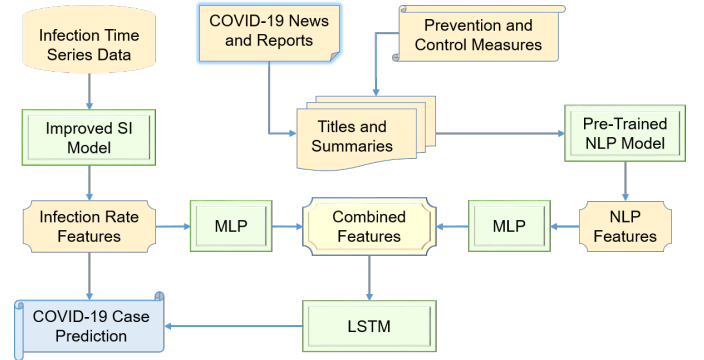 Infection Time
Series Data
COVID-19 News
and Reports
Prevention and
Control Measures
Improved SI
Model
Titles and
Summaries
Pre-Trained
NLP Model
Infection Rate
Features
MLP
Combined
Features
MLP
NLP
Features
COVID-19 Case
Prediction
LSTM